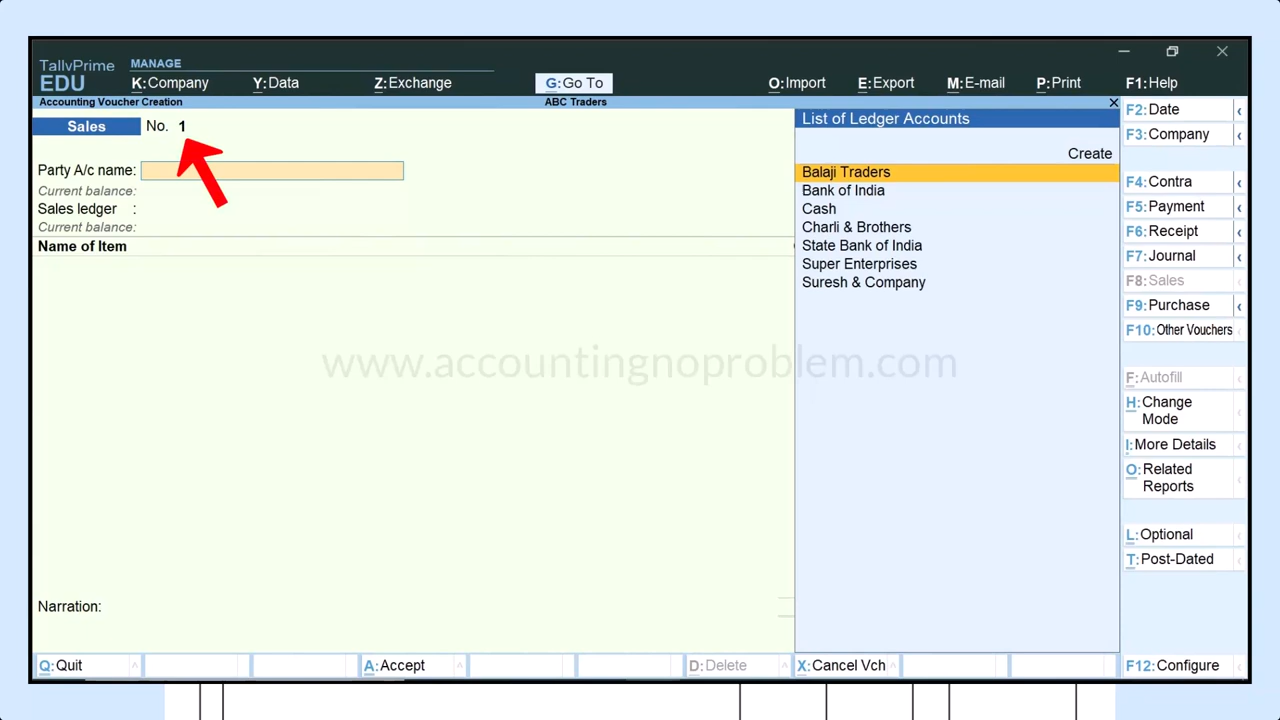 TallyPrime MANAGE
EDU K:Company Y:Data Z:Exchange G:Go To O:Import E:Export M:E-mail P:Print F1:Help
Accounting Voucher Creation ABC Traders
Sales No. 1
Party A/c name:
Current balance:
Sales ledger :
Current balance:
Name of Item
Narration:
List of Ledger Accounts
Create
Balaji Traders
Bank of India
Cash
Charli & Brothers
State Bank of India
Super Enterprises
Suresh & Company
F2:Date
F3:Company
F4:Contra
F5:Payment
F6:Receipt
F7:Journal
F8:Sales
F9:Purchase
F10:Other Vouchers
F:Autofill
H:Change
Mode
I:More Details
O:Related
Reports
L:Optional
T:Post-Dated
www.accountingnoproblem.com
Q:Quit A:Accept D:Delete X:Cancel Vch F12:Configure